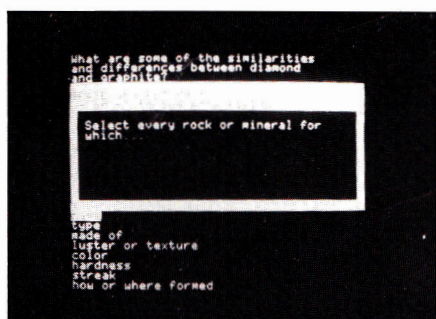 What are some of the similarities
and differences between diamond
and graphite?
Select every rock or mineral for
which...
type
made of
luster or texture
color
hardness
streak
how or where formed